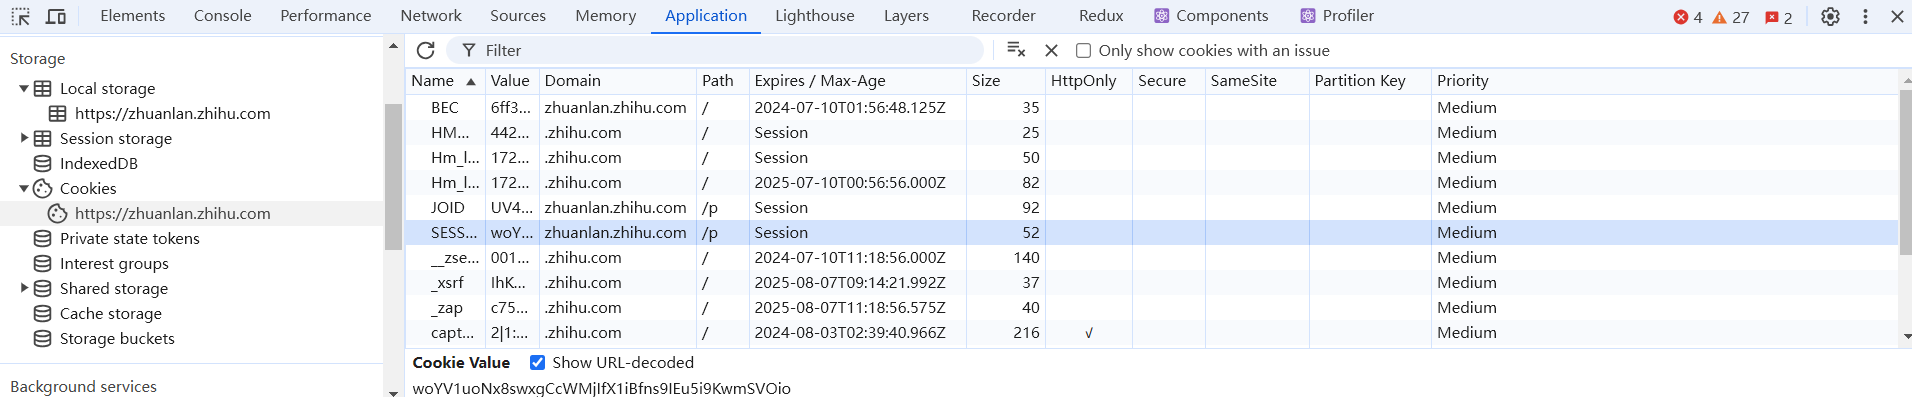 Elements Console Performance Network Sources Memory Application Lighthouse Layers Recorder Redux Components Profiler 4 27 2
Storage
Local storage
https://zhuanlan.zhihu.com
Session storage
IndexedDB
Cookies
https://zhuanlan.zhihu.com
Private state tokens
Interest groups
Shared storage
Cache storage
Storage buckets
Background services
Filter Only show cookies with an issue
Name Value Domain Path Expires / Max-Age Size HttpOnly Secure SameSite Partition Key Priority
BEC 6ff3... zhuanlan.zhihu.com / 2024-07-10T01:56:48.125Z 35 Medium
HM... 442... .zhihu.com / Session 25 Medium
Hm_l... 172... .zhihu.com / Session 50 Medium
Hm_l... 172... .zhihu.com / 2025-07-10T00:56:56.000Z 82 Medium
JOID UV4... zhuanlan.zhihu.com /p Session 92 Medium
SESS... woY... zhuanlan.zhihu.com /p Session 52 Medium
__zse... 001... .zhihu.com / 2024-07-10T11:18:56.000Z 140 Medium
_xsrf IhK... .zhihu.com / 2025-08-07T09:14:21.992Z 37 Medium
_zap c75... .zhihu.com / 2025-08-07T11:18:56.575Z 40 Medium
capt... 2|1:... .zhihu.com / 2024-08-03T02:39:40.966Z 216 ✓ Medium
Cookie Value Show URL-decoded
woYV1uoNx8swxgCcWMjIfX1iBfns9IEu5i9KwmSVOio